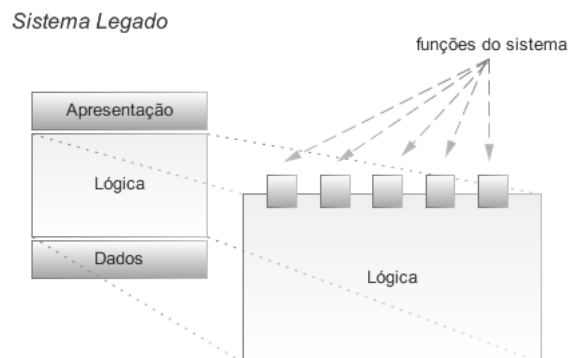 Sistema Legado
funções do sistema
Apresentação
Lógica
Dados
Lógica